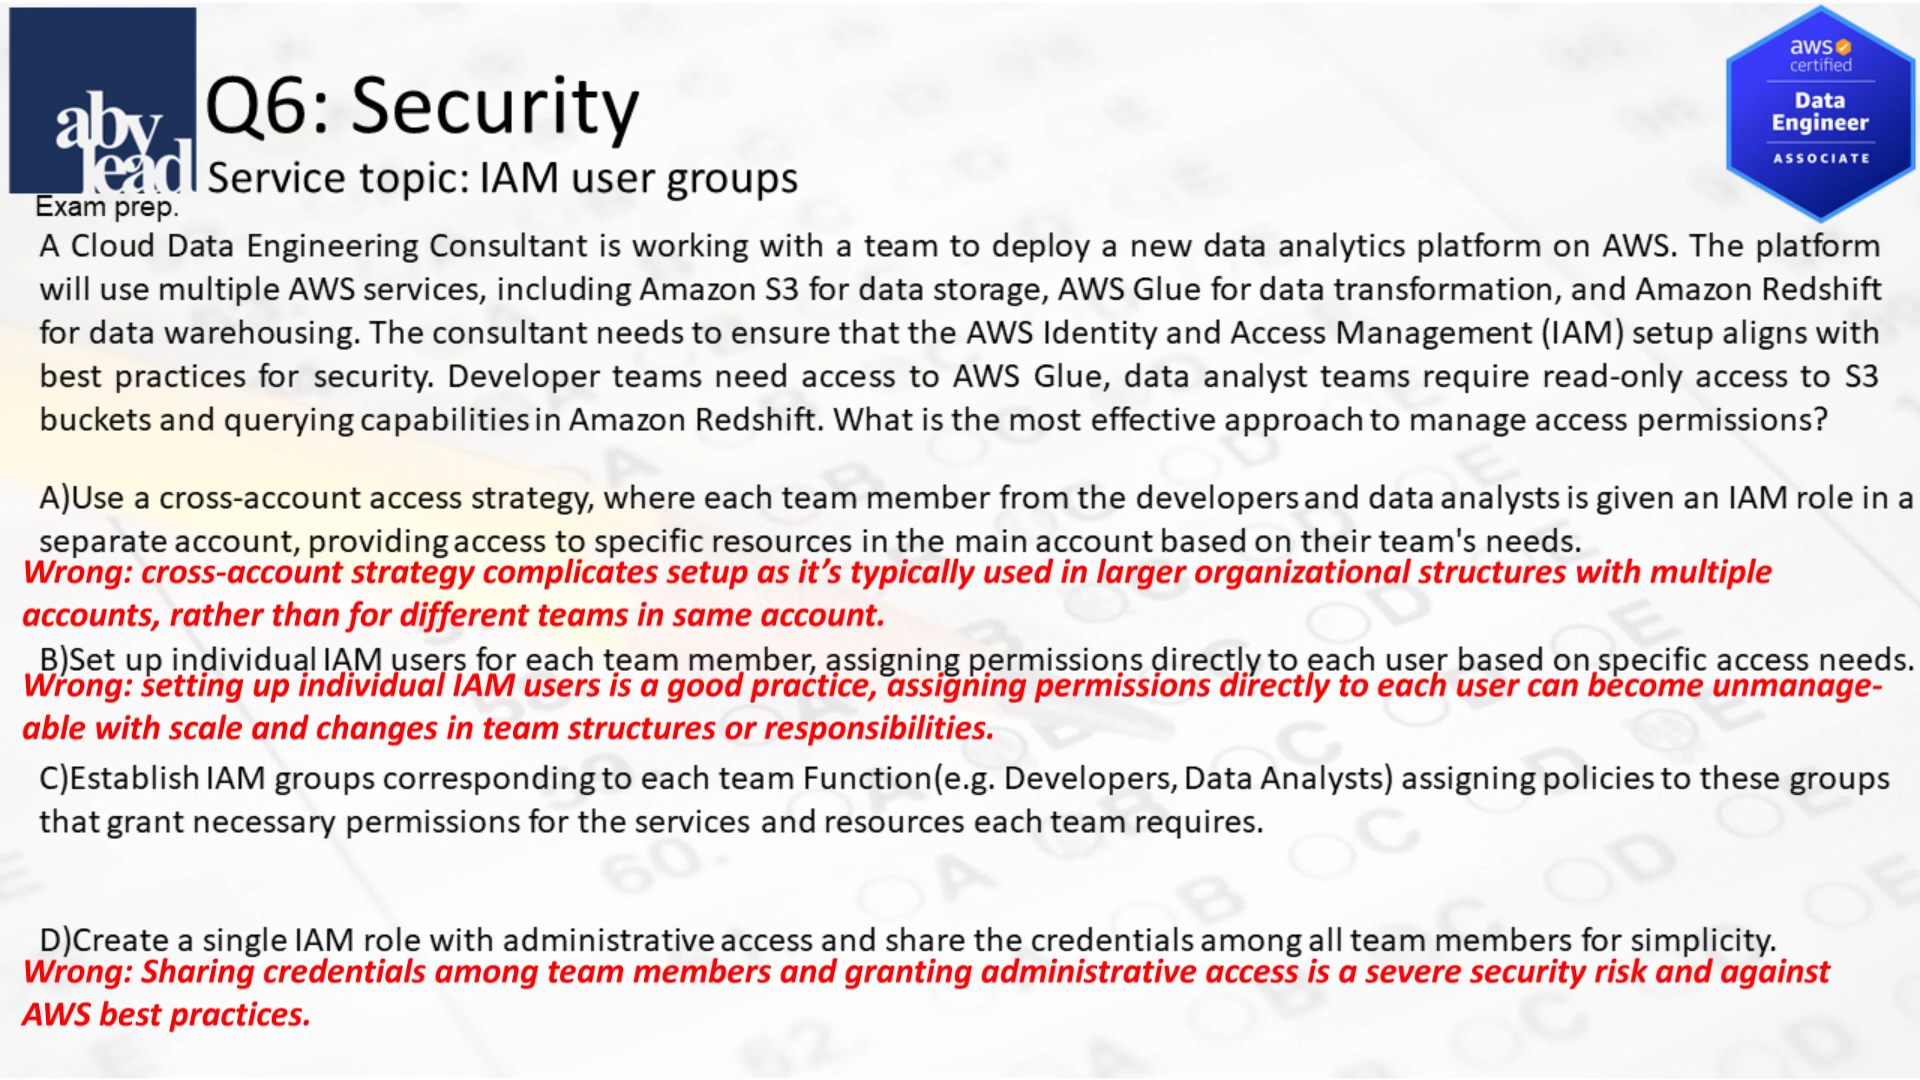 aby
lead
Exam prep.
Q6: Security
Service topic: IAM user groups
aws
certified
Data
Engineer
ASSOCIATE
A Cloud Data Engineering Consultant is working with a team to deploy a new data analytics platform on AWS. The platform
will use multiple AWS services, including Amazon S3 for data storage, AWS Glue for data transformation, and Amazon Redshift
for data warehousing. The consultant needs to ensure that the AWS Identity and Access Management (IAM) setup aligns with
best practices for security. Developer teams need access to AWS Glue, data analyst teams require read-only access to S3
buckets and querying capabilities in Amazon Redshift. What is the most effective approach to manage access permissions?
A)Use a cross-account access strategy, where each team member from the developers and data analysts is given an IAM role in a
separate account, providing access to specific resources in the main account based on their team's needs.
Wrong: cross-account strategy complicates setup as it’s typically used in larger organizational structures with multiple
accounts, rather than for different teams in same account.
B)Set up individual IAM users for each team member, assigning permissions directly to each user based on specific access needs.
Wrong: setting up individual IAM users is a good practice, assigning permissions directly to each user can become unmanage-
able with scale and changes in team structures or responsibilities.
C)Establish IAM groups corresponding to each team Function(e.g. Developers, Data Analysts) assigning policies to these groups
that grant necessary permissions for the services and resources each team requires.
D)Create a single IAM role with administrative access and share the credentials among all team members for simplicity.
Wrong: Sharing credentials among team members and granting administrative access is a severe security risk and against
AWS best practices.